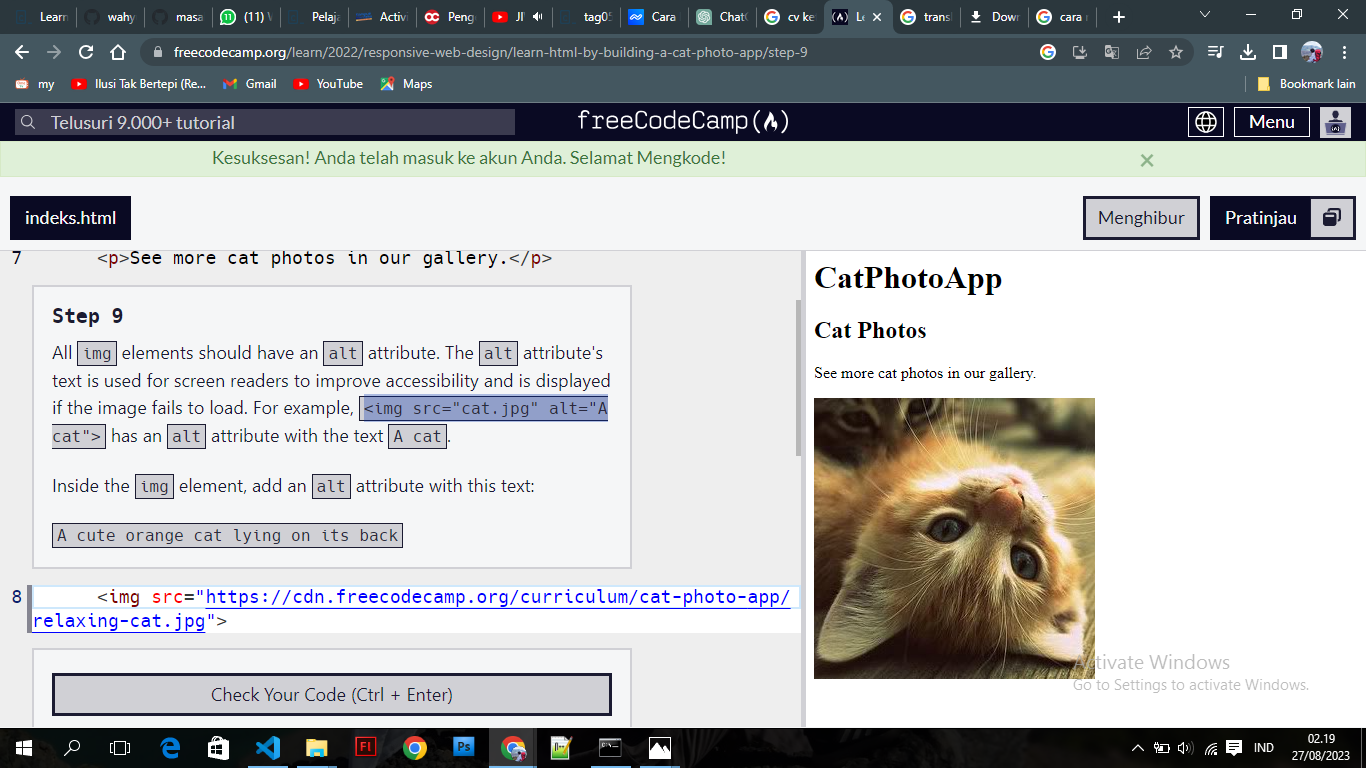 Learn
wahy
masa
(11) V
Pelaja
Activi
Peng
JI
tag05
Cara
ChatG
cv ke
Le
transl
Down
cara r
freecodecamp.org/learn/2022/responsive-web-design/learn-html-by-building-a-cat-photo-app/step-9
my
Ilusi Tak Bertepi (Re...
Gmail
YouTube
Maps
Bookmark lain
Telusuri 9.000+ tutorial
freeCodeCamp
Menu
Kesuksesan! Anda telah masuk ke akun Anda. Selamat Mengkode!
indeks.html
Menghibur
Pratinjau
7 <p>See more cat photos in our gallery.</p>
Step 9
All img elements should have an alt attribute. The alt attribute's
text is used for screen readers to improve accessibility and is displayed
if the image fails to load. For example, <img src="cat.jpg" alt="A
cat"> has an alt attribute with the text A cat.
Inside the img element, add an alt attribute with this text:
A cute orange cat lying on its back
8 <img src="https://cdn.freecodecamp.org/curriculum/cat-photo-app/
relaxing-cat.jpg">
Check Your Code (Ctrl + Enter)
CatPhotoApp
Cat Photos
See more cat photos in our gallery.
Activate Windows
Go to Settings to activate Windows.
Fl
Ps
IND
02.19
27/08/2023